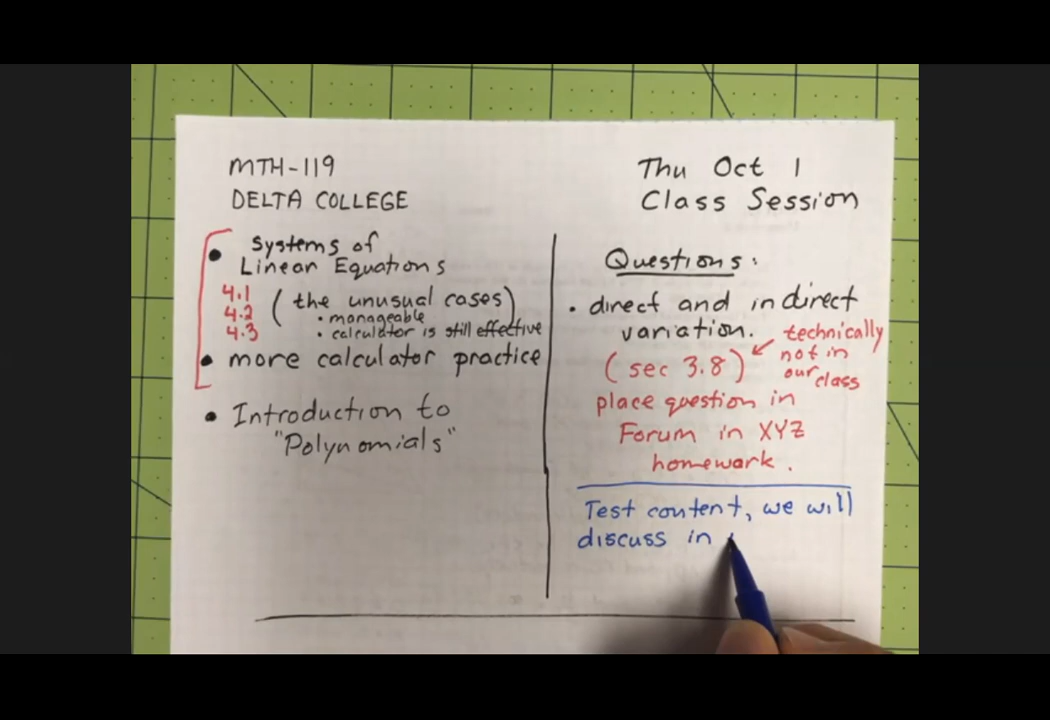 MTH-119
DELTA COLLEGE
Thu Oct 1
Class Session
• Systems of
Linear Equations
4.1 (the unusual cases)
4.2 • manageable
4.3 • calculator is still effective
• more calculator practice
• Introduction to
"Polynomials"
Questions:
• direct and indirect
variation.
(sec 3.8)
technically
not in
our class
place question in
Forum in XYZ
homework.
Test content, we will
discuss in